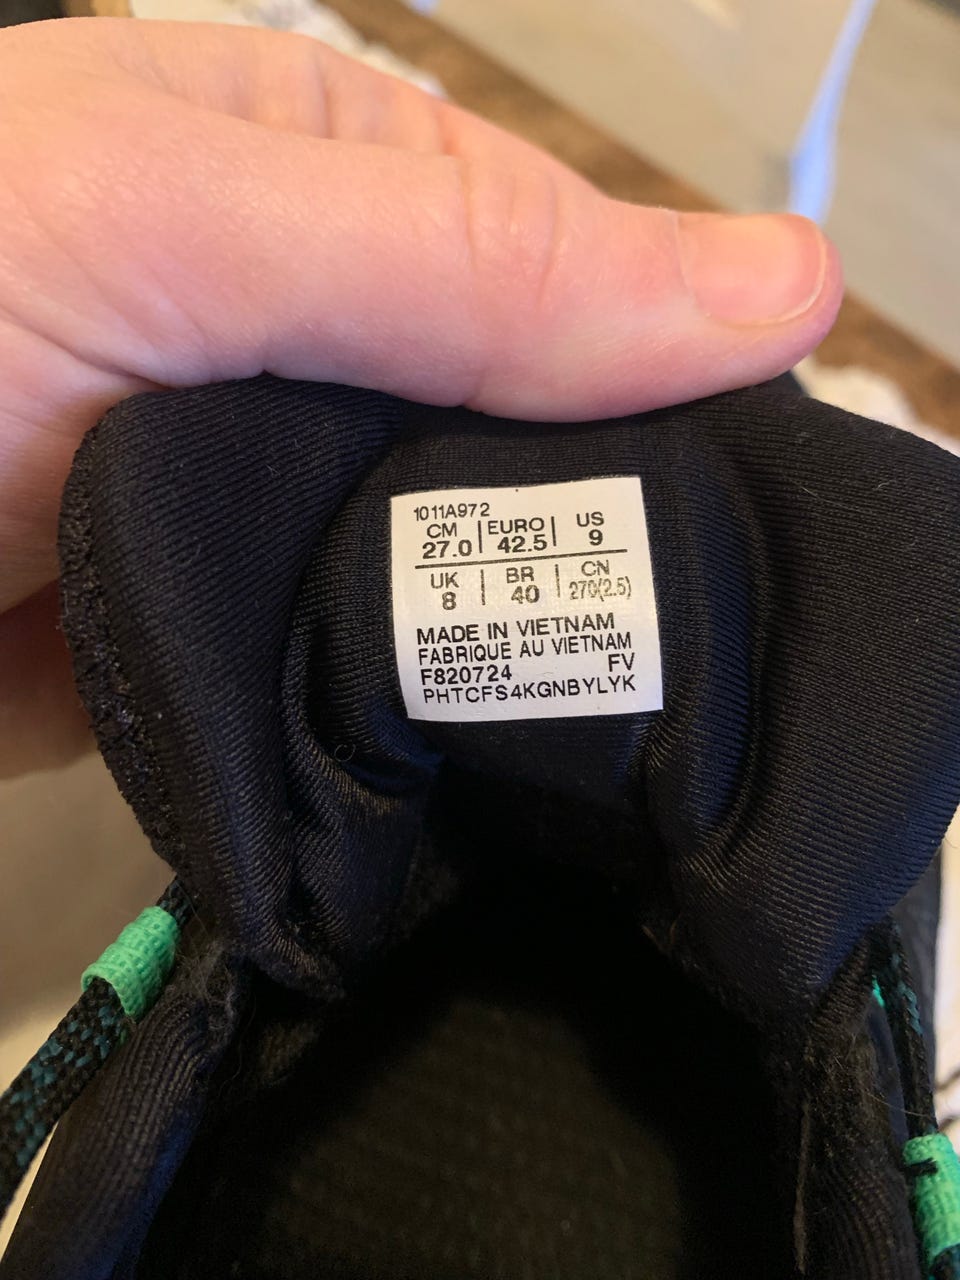 1011A972
CM EURO US
27.0 42.5 9
UK BR CN
8 40 270(2.5)
MADE IN VIETNAM
FABRIQUE AU VIETNAM
F820724 FV
PHTCFS4KGNBYLYK